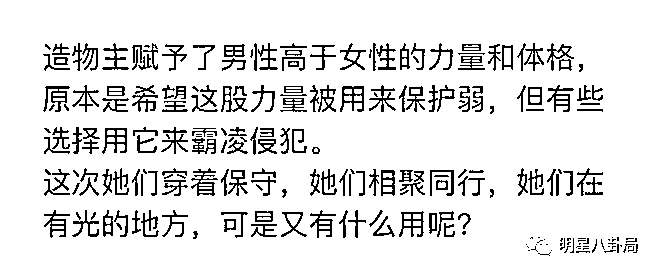 造物主赋予了男性高于女性的力量和体格，
原本是希望这股力量被用来保护弱，但有些
选择用它来霸凌侵犯。
这次她们穿着保守，她们相聚同行，她们在
有光的地方，可是又有什么用呢？
明星八卦局